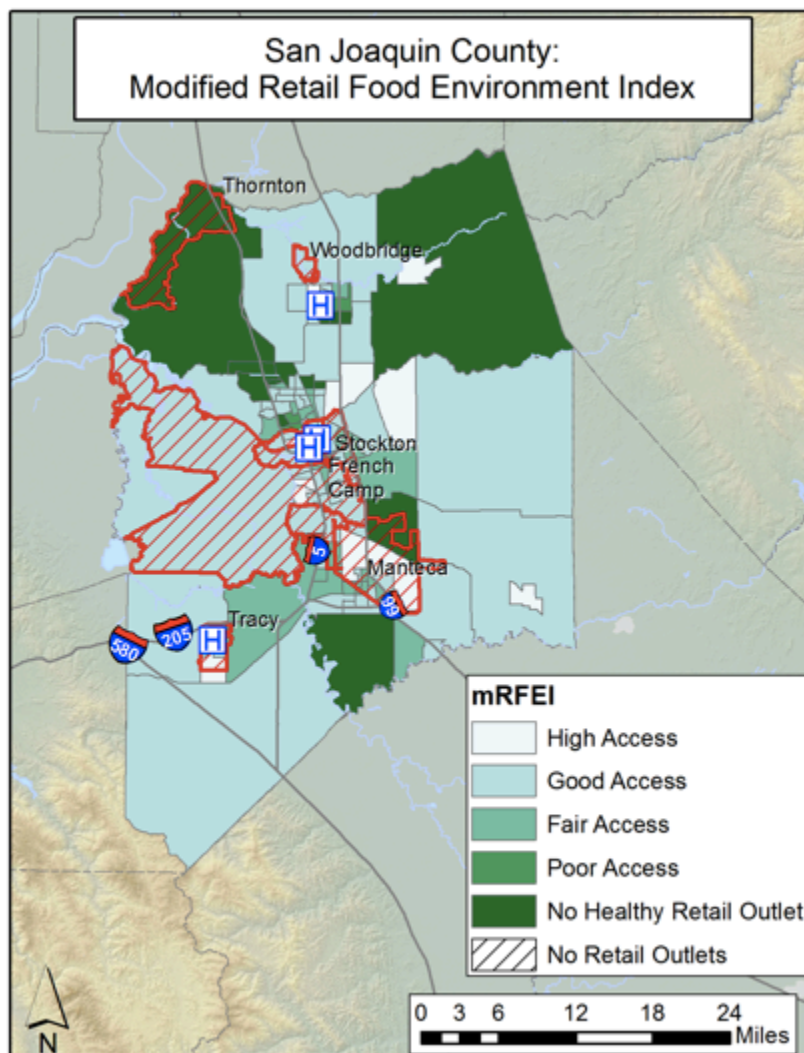 San Joaquin County:
Modified Retail Food Environment Index
Thornton
Woodbridge
H
H
H
Stockton
French
Camp
5
Manteca
99
Tracy
H
205
580
mRFEI
High Access
Good Access
Fair Access
Poor Access
No Healthy Retail Outlet
No Retail Outlets
N
0 3 6 12 18 24
Miles